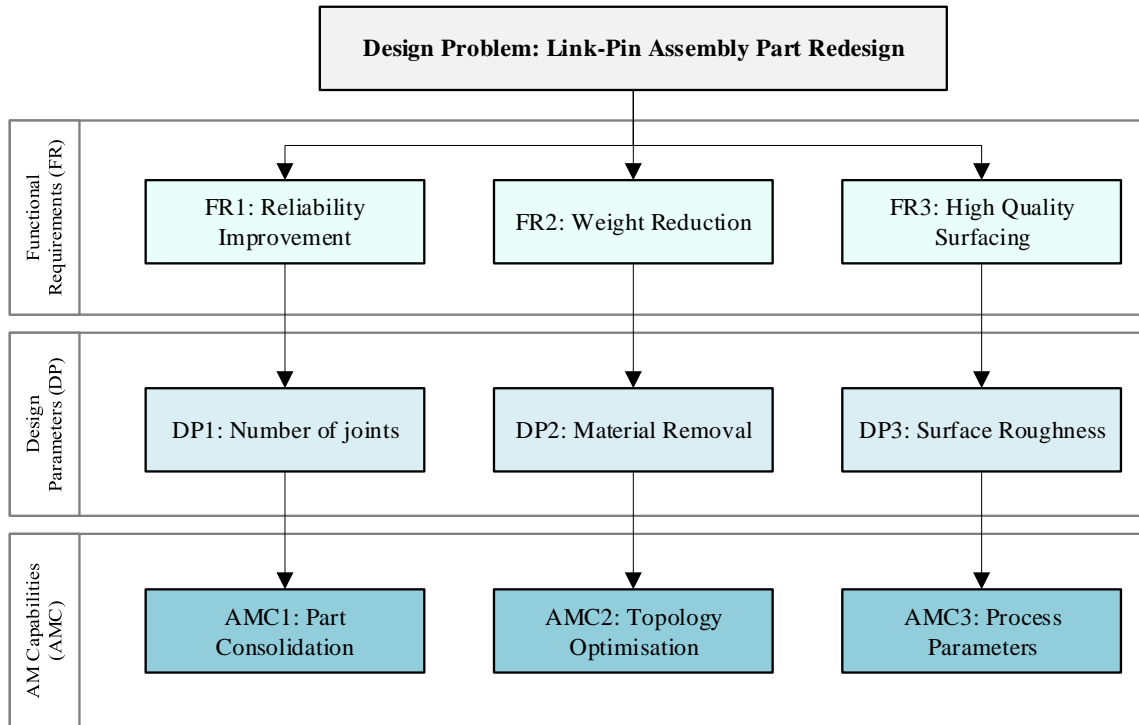 Design Problem: Link-Pin Assembly Part Redesign
Functional
Requirements (FR)
FR1: Reliability
Improvement
FR2: Weight Reduction
FR3: High Quality
Surfacing
Design
Parameters (DP)
DP1: Number of joints
DP2: Material Removal
DP3: Surface Roughness
AM Capabilities
(AMC)
AMC1: Part
Consolidation
AMC2: Topology
Optimisation
AMC3: Process
Parameters